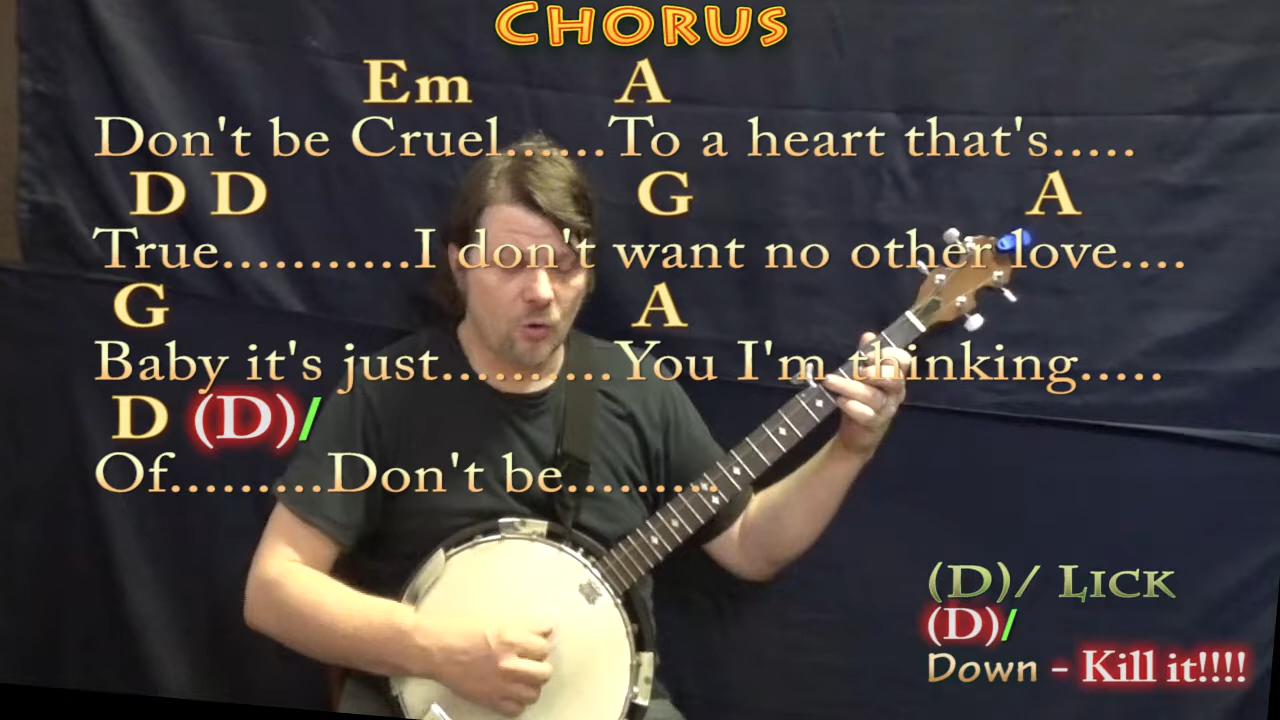 CHORUS
Em A
Don't be Cruel......To a heart that's.....
D D G A
True...........I don't want no other love....
G A
Baby it's just..........You I'm thinking.....
D (D)/
Of.........Don't be.........
(D)/ LICK
(D)/
Down - Kill it!!!!